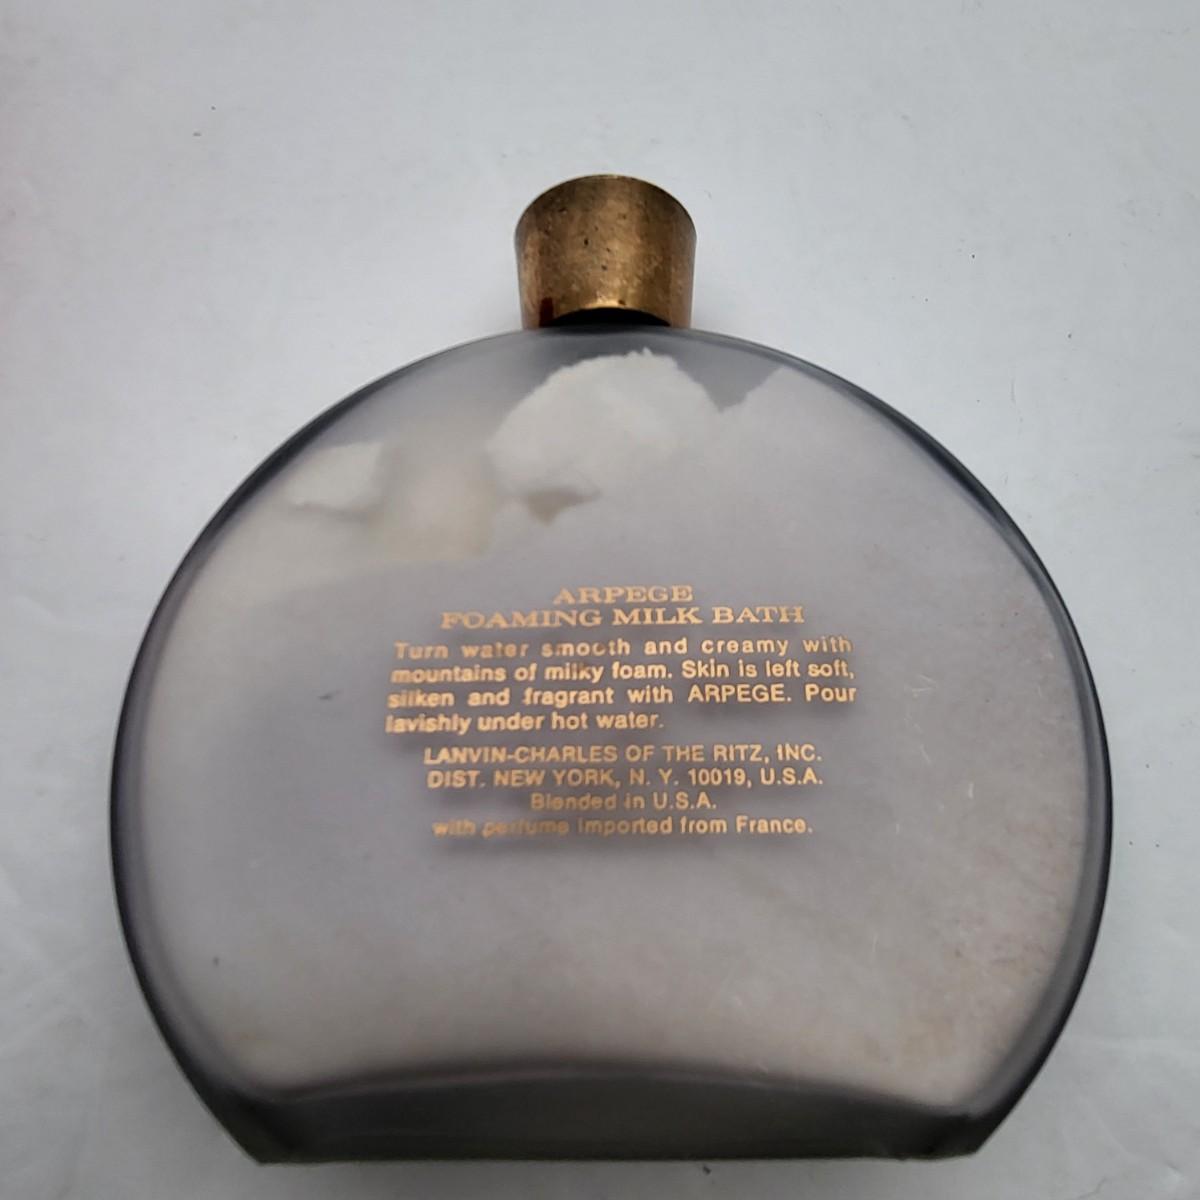 ARPEGE
FOAMING MILK BATH
Turn water smooth and creamy with
mountains of milky foam. Skin is left soft,
silken and fragrant with ARPEGE. Pour
lavishly under hot water.
LANVIN-CHARLES OF THE RITZ, INC.
DIST. NEW YORK, N. Y. 10019, U.S.A.
Blended in U.S.A.
with perfume imported from France.